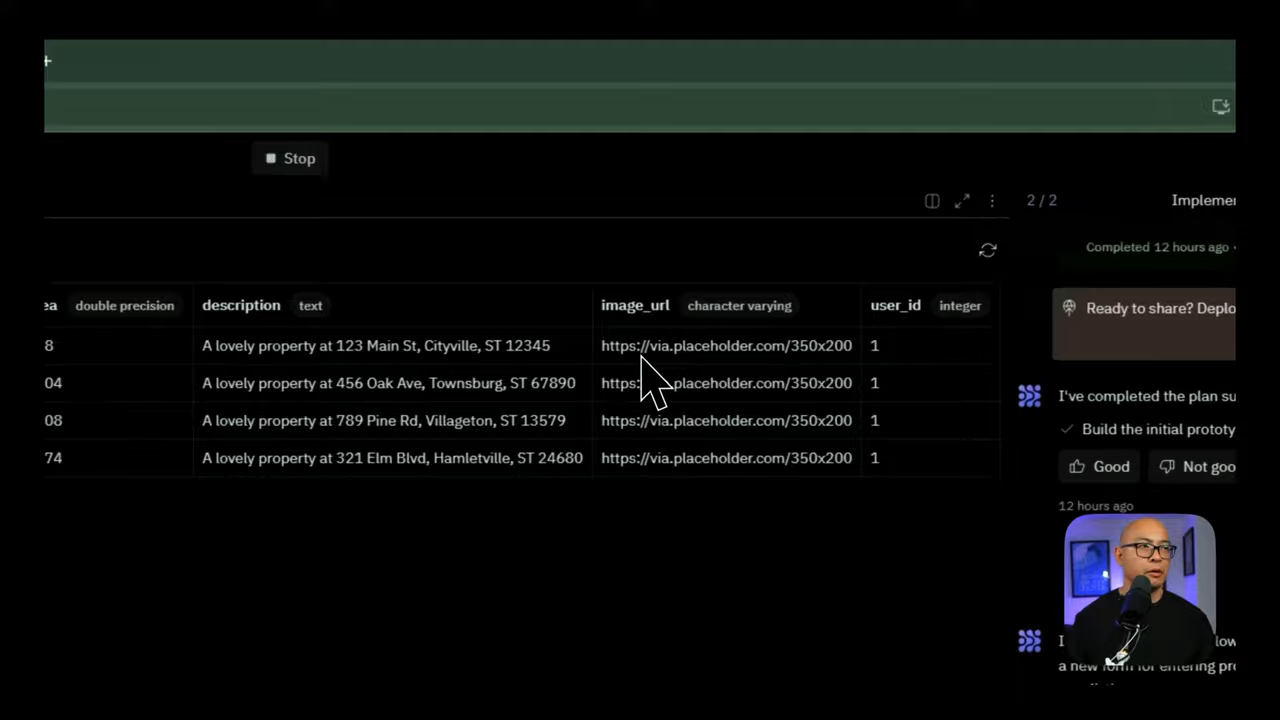 +
Stop
2 / 2 Implemen
Completed 12 hours ago
ea double precision description text image_url character varying user_id integer
8 A lovely property at 123 Main St, Cityville, ST 12345 https://via.placeholder.com/350x200 1
04 A lovely property at 456 Oak Ave, Townsburg, ST 67890 https: via.placeholder.com/350x200 1
08 A lovely property at 789 Pine Rd, Villageton, ST 13579 https://via.placeholder.com/350x200 1
74 A lovely property at 321 Elm Blvd, Hamletville, ST 24680 https://via.placeholder.com/350x200 1
Ready to share? Deplo
I've completed the plan su
Build the initial prototy
Good Not goo
12 hours ago
I low
a new form for entering pro